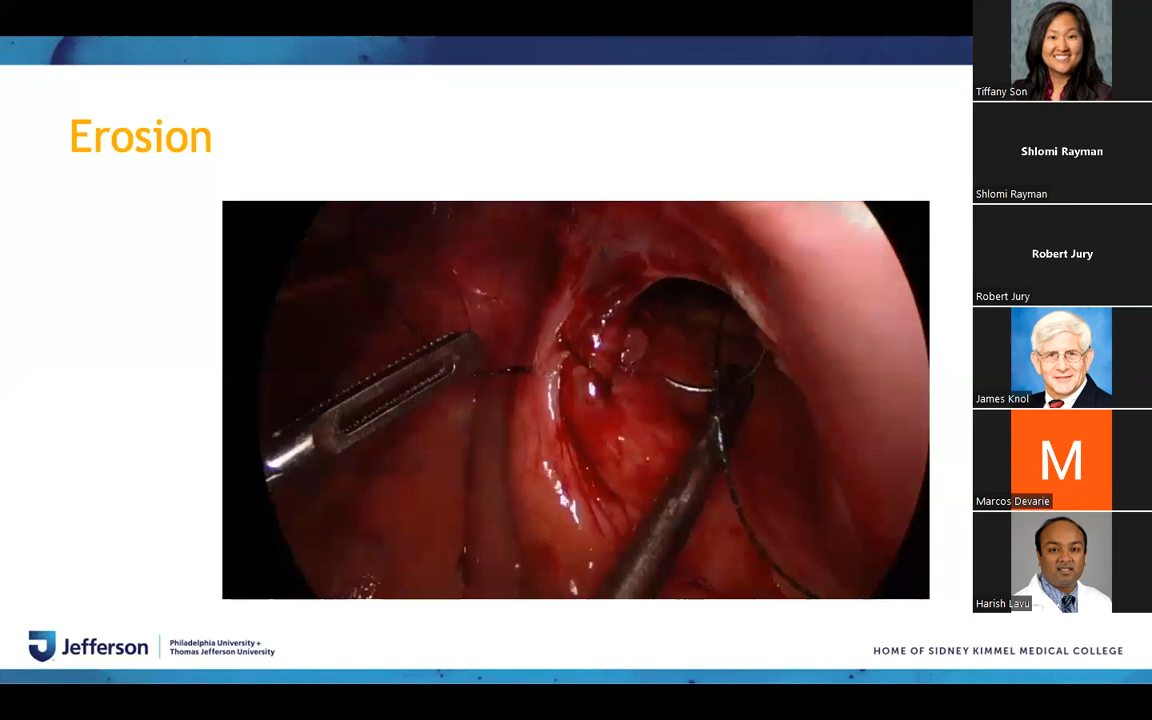 Erosion
Jefferson
Philadelphia University +
Thomas Jefferson University
HOME OF SIDNEY KIMMEL MEDICAL COLLEGE
Tiffany Son
Shlomi Rayman
Shlomi Rayman
Robert Jury
Robert Jury
James Knol
M
Marcos Devarie
Harish Lavu